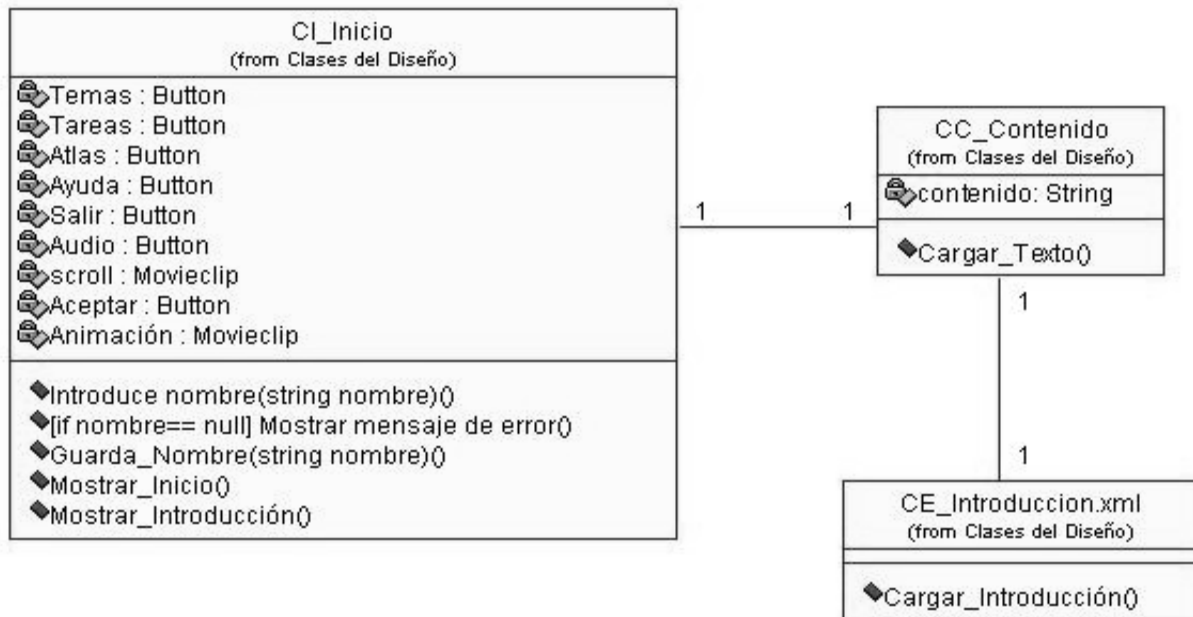 CI_Inicio
(from Clases del Diseño)
Temas : Button
Tareas : Button
Atlas : Button
Ayuda : Button
Salir : Button
Audio : Button
scroll : Movieclip
Aceptar : Button
Animación : Movieclip
Introduce nombre(string nombre)()
[if nombre== null] Mostrar mensaje de error()
Guarda_Nombre(string nombre)()
Mostrar_Inicio()
Mostrar_Introducción()
1
1
CC_Contenido
(from Clases del Diseño)
contenido: String
Cargar_Texto()
1
1
CE_Introduccion.xml
(from Clases del Diseño)
Cargar_Introducción()